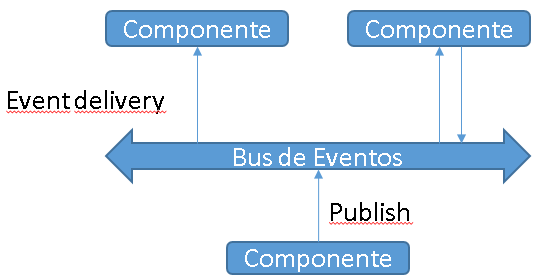 Componente
Componente
Event delivery
Bus de Eventos
Publish
Componente